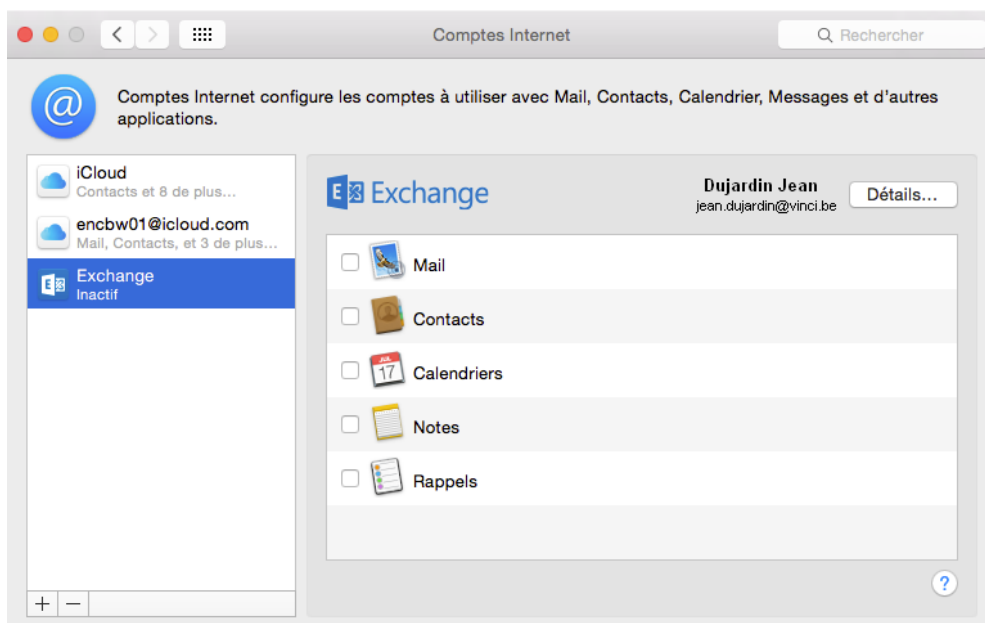 Comptes Internet
Rechercher
Comptes Internet configure les comptes à utiliser avec Mail, Contacts, Calendrier, Messages et d'autres
applications.
iCloud
Contacts et 8 de plus...
encbw01@icloud.com
Mail, Contacts, et 3 de plus...
Exchange
Inactif
E Exchange
Dujardin Jean
jean.dujardin@vinci.be
Détails...
Mail
Contacts
JUL
17
Calendriers
Notes
Rappels
?
+ −